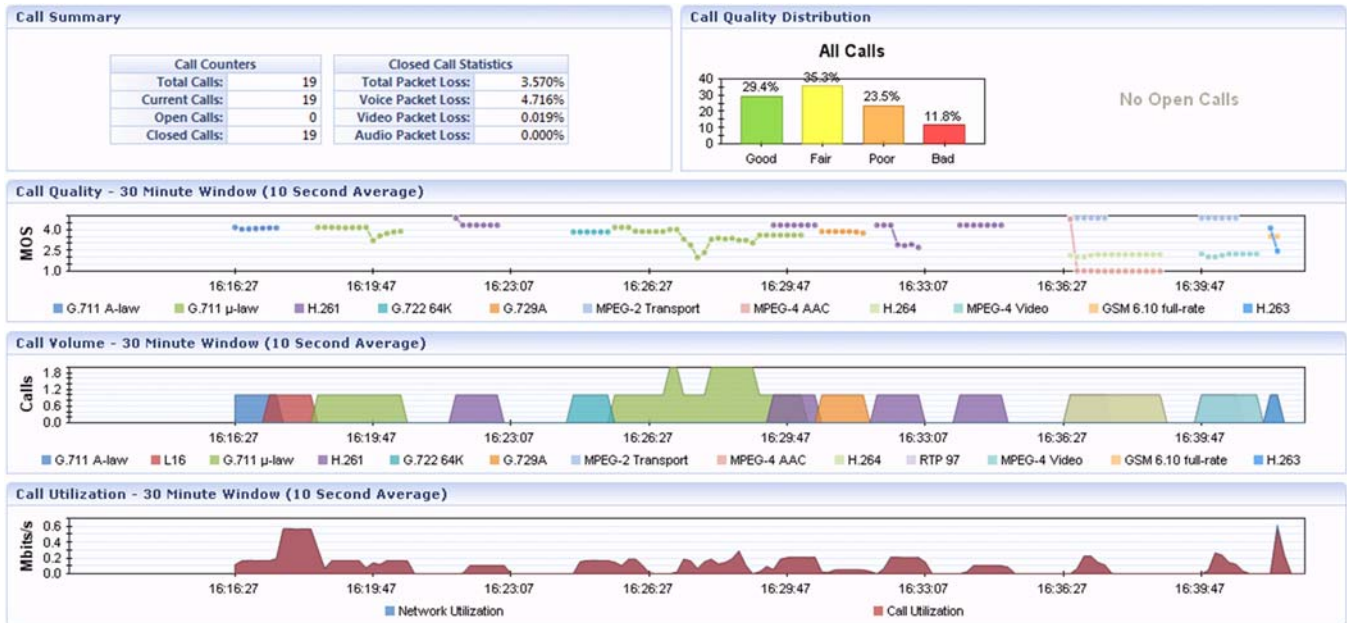 Call Summary
Call Counters
Total Calls: 19
Current Calls: 19
Open Calls: 0
Closed Calls: 19
Closed Call Statistics
Total Packet Loss: 3.570%
Voice Packet Loss: 4.716%
Video Packet Loss: 0.019%
Audio Packet Loss: 0.000%
Call Quality Distribution
All Calls
40
30
20
10
0
29.4% 35.3% 23.5% 11.8%
Good Fair Poor Bad
No Open Calls
Call Quality - 30 Minute Window (10 Second Average)
MOS
4.0
2.5
1.0
16:16:27 16:19:47 16:23:07 16:26:27 16:29:47 16:33:07 16:36:27 16:39:47
G.711 A-law G.711 µ-law H.261 G.722 64K G.729A MPEG-2 Transport MPEG-4 AAC H.264 MPEG-4 Video GSM 6.10 full-rate H.263
Call Volume - 30 Minute Window (10 Second Average)
Calls
1.8
1.2
0.6
0.0
16:16:27 16:19:47 16:23:07 16:26:27 16:29:47 16:33:07 16:36:27 16:39:47
G.711 A-law L16 G.711 µ-law H.261 G.722 64K G.729A MPEG-2 Transport MPEG-4 AAC H.264 RTP 97 MPEG-4 Video GSM 6.10 full-rate H.263
Call Utilization - 30 Minute Window (10 Second Average)
Mbits/s
0.6
0.4
0.2
0.0
16:16:27 16:19:47 16:23:07 16:26:27 16:29:47 16:33:07 16:36:27 16:39:47
Network Utilization Call Utilization